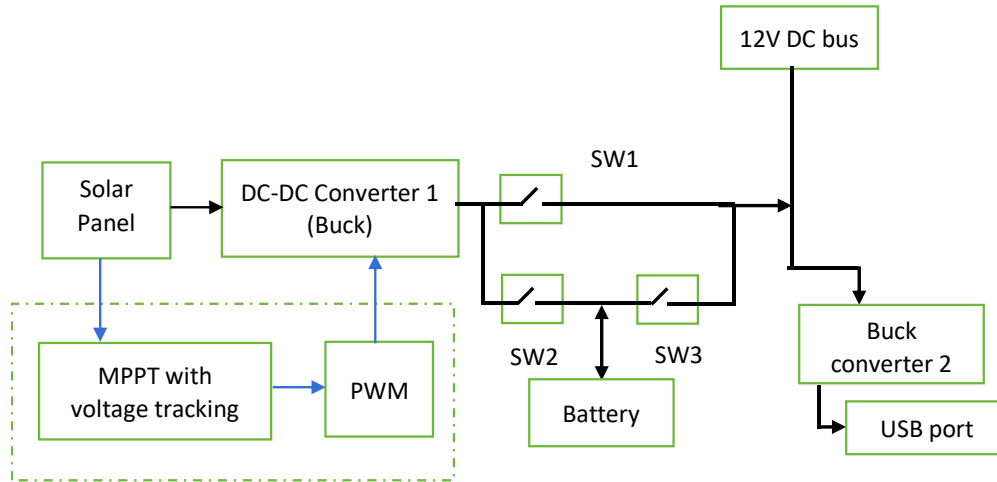 12V DC bus
SW1
Solar
Panel
DC-DC Converter 1
(Buck)
SW2
SW3
MPPT with
voltage tracking
PWM
Battery
Buck
converter 2
USB port